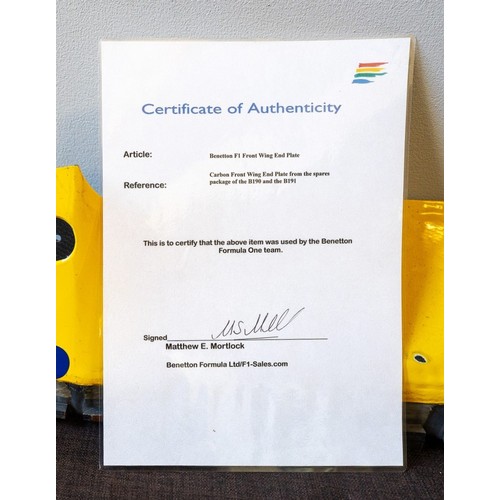 Certificate of Authenticity
Article: Benetton F1 Front Wing End Plate
Reference: Carbon Front Wing End Plate from the spares
package of the B190 and the B191
This is to certify that the above item was used by the Benetton
Formula One team.
Signed
Matthew E. Mortlock
Benetton Formula Ltd/F1-Sales.com